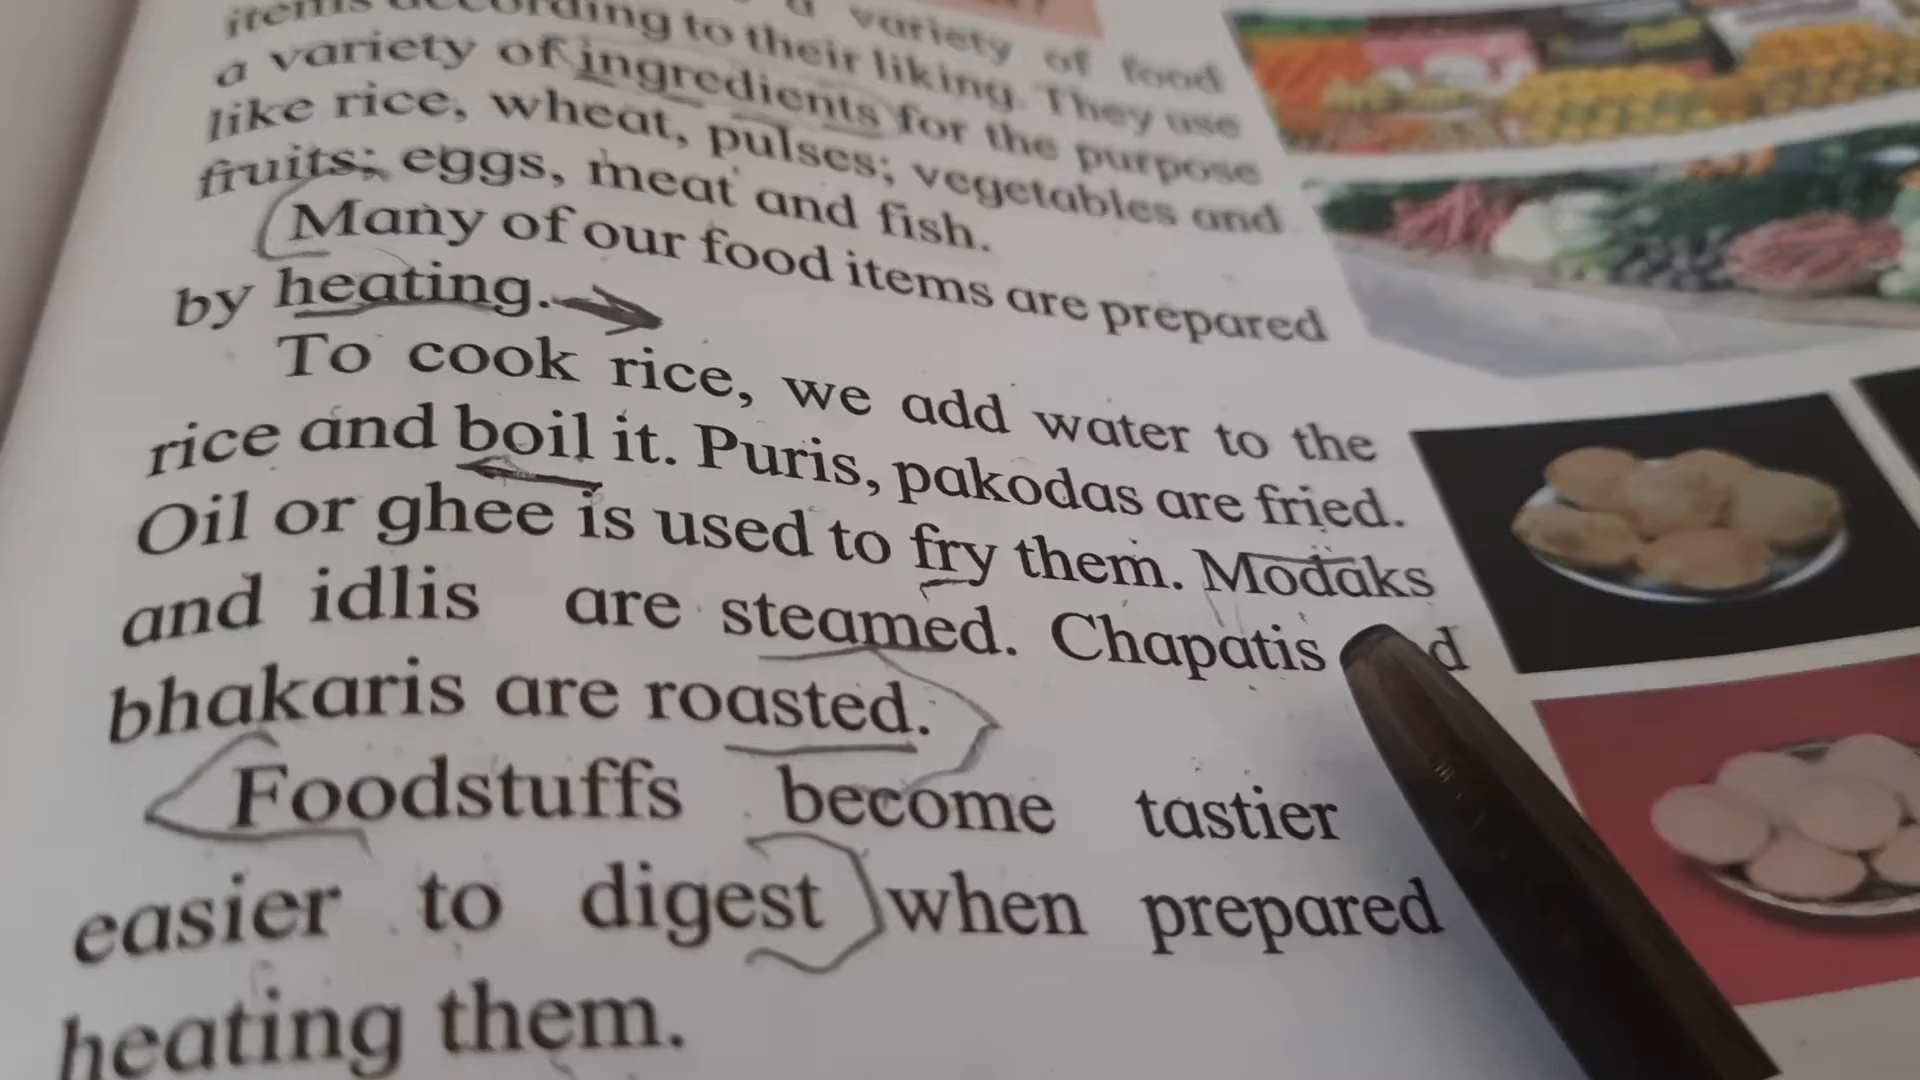 a variety of food
items according to their liking. They use
a variety of ingredients for the purpose
like rice, wheat, pulses; vegetables and
fruits; eggs, meat and fish.
Many of our food items are prepared
by heating.
To cook rice, we add water to the
rice and boil it. Puris, pakodas are fried.
Oil or ghee is used to fry them. Modaks
and idlis are steamed. Chapatis
bhakaris are roasted.
Foodstuffs become tastier
easier to digest when prepared
heating them.